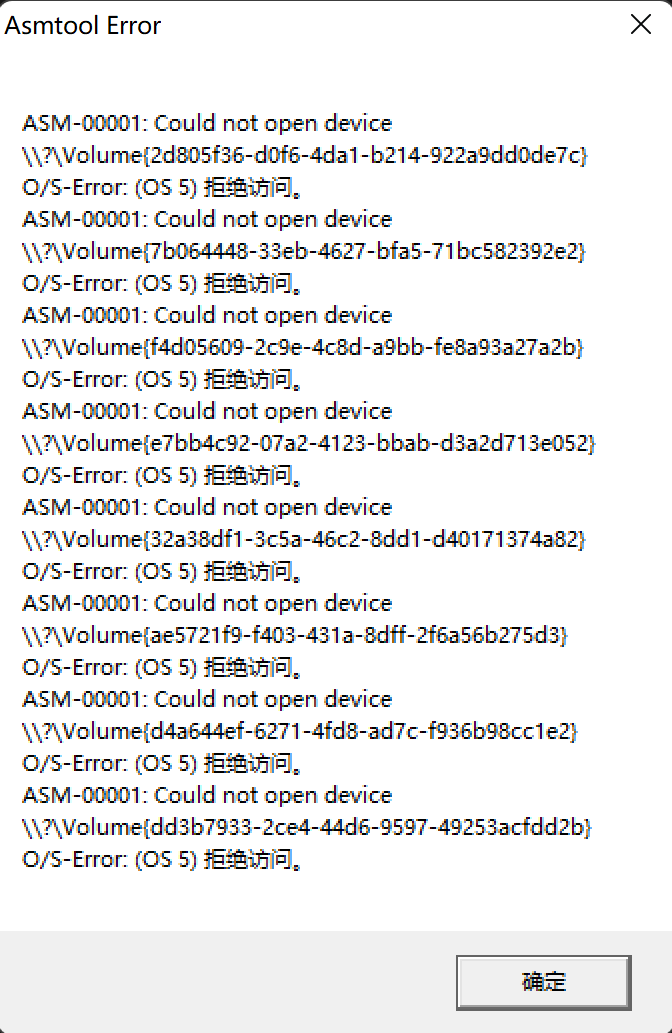 Asmtool Error
ASM-00001: Could not open device
\\?\Volume{2d805f36-d0f6-4da1-b214-922a9dd0de7c}
O/S-Error: (OS 5) 拒绝访问。
ASM-00001: Could not open device
\\?\Volume{7b064448-33eb-4627-bfa5-71bc582392e2}
O/S-Error: (OS 5) 拒绝访问。
ASM-00001: Could not open device
\\?\Volume{f4d05609-2c9e-4c8d-a9bb-fe8a93a27a2b}
O/S-Error: (OS 5) 拒绝访问。
ASM-00001: Could not open device
\\?\Volume{e7bb4c92-07a2-4123-bbab-d3a2d713e052}
O/S-Error: (OS 5) 拒绝访问。
ASM-00001: Could not open device
\\?\Volume{32a38df1-3c5a-46c2-8dd1-d40171374a82}
O/S-Error: (OS 5) 拒绝访问。
ASM-00001: Could not open device
\\?\Volume{ae5721f9-f403-431a-8dff-2f6a56b275d3}
O/S-Error: (OS 5) 拒绝访问。
ASM-00001: Could not open device
\\?\Volume{d4a644ef-6271-4fd8-ad7c-f936b98cc1e2}
O/S-Error: (OS 5) 拒绝访问。
ASM-00001: Could not open device
\\?\Volume{dd3b7933-2ce4-44d6-9597-49253acfdd2b}
O/S-Error: (OS 5) 拒绝访问。
确定